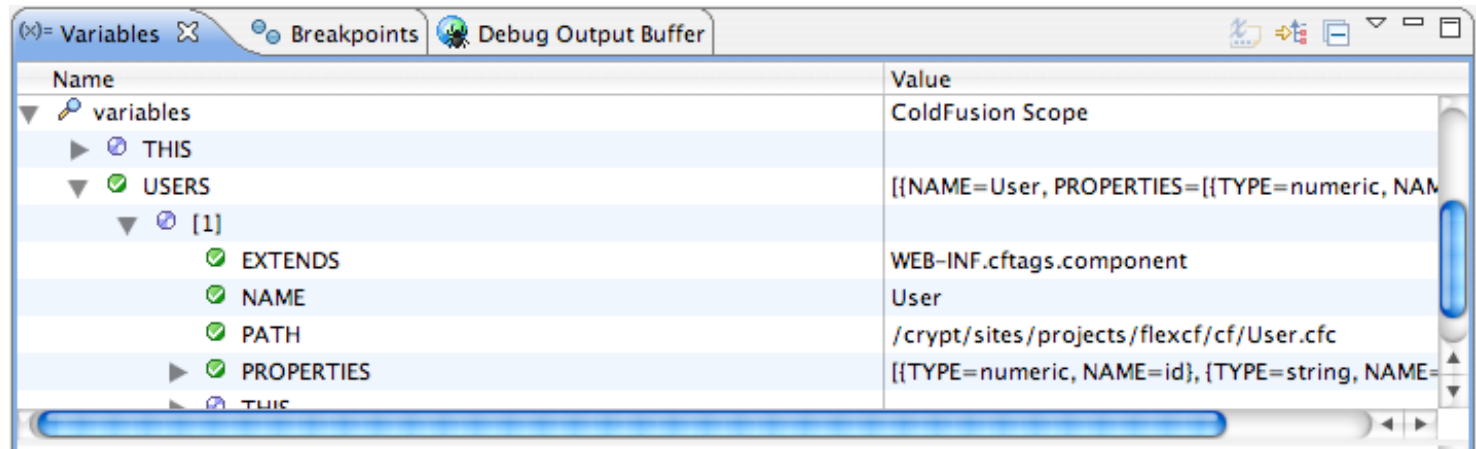 (x)= Variables Breakpoints Debug Output Buffer
Name Value
variables ColdFusion Scope
THIS
USERS [{NAME=User, PROPERTIES=[{TYPE=numeric, NAM
[1]
EXTENDS WEB-INF.cftags.component
NAME User
PATH /crypt/sites/projects/flexcf/cf/User.cfc
PROPERTIES [{TYPE=numeric, NAME=id}, {TYPE=string, NAME=
THIS